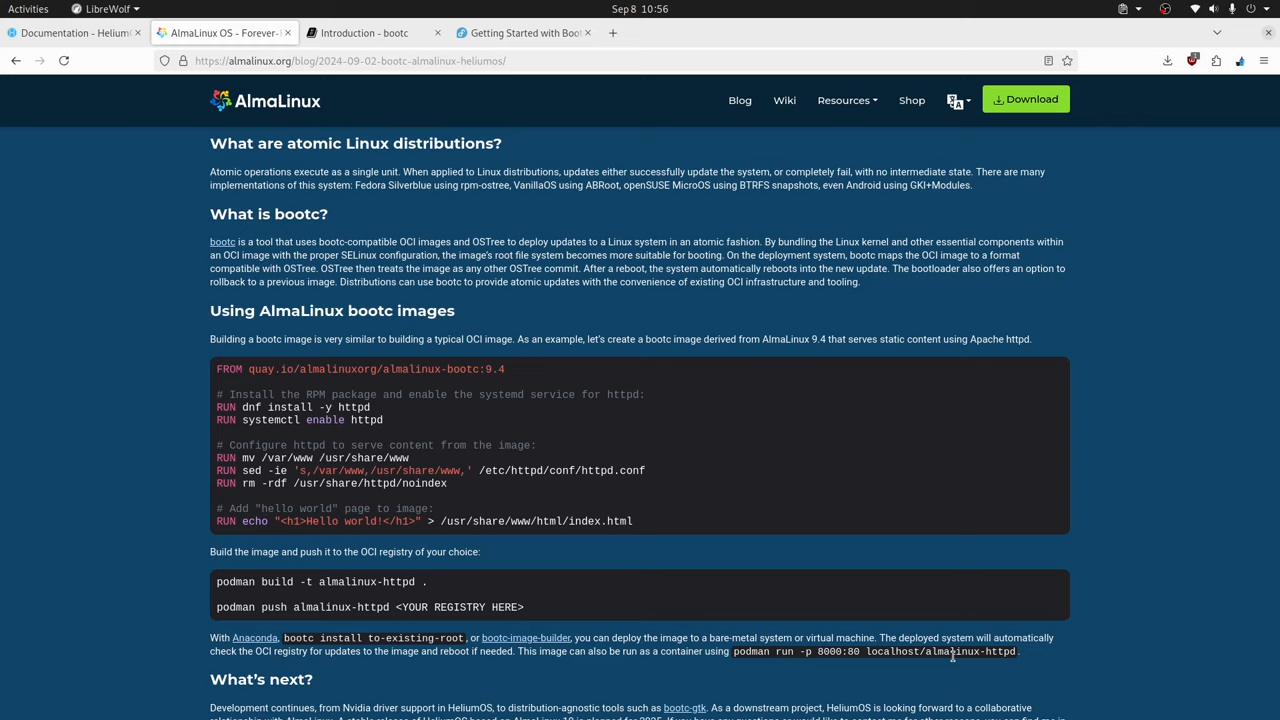 Activities
LibreWolf
Sep 8 10:56
Documentation - HeliumO
AlmaLinux OS - Forever-
Introduction - bootc
Getting Started with Boot
https://almalinux.org/blog/2024-09-02-bootc-almalinux-heliumos/
AlmaLinux
Blog
Wiki
Resources
Shop
Download
What are atomic Linux distributions?
Atomic operations execute as a single unit. When applied to Linux distributions, updates either successfully update the system, or completely fail, with no intermediate state. There are many
implementations of this system: Fedora Silverblue using rpm-ostree, VanillaOS using ABRoot, openSUSE MicroOS using BTRFS snapshots, even Android using GKI+Modules.
What is bootc?
bootc is a tool that uses bootc-compatible OCI images and OSTree to deploy updates to a Linux system in an atomic fashion. By bundling the Linux kernel and other essential components within
an OCI image with the proper SELinux configuration, the image's root file system becomes more suitable for booting. On the deployment system, bootc maps the OCI image to a format
compatible with OSTree. OSTree then treats the image as any other OSTree commit. After a reboot, the system automatically reboots into the new update. The bootloader also offers an option to
rollback to a previous image. Distributions can use bootc to provide atomic updates with the convenience of existing OCI infrastructure and tooling.
Using AlmaLinux bootc images
Building a bootc image is very similar to building a typical OCI image. As an example, let's create a bootc image derived from AlmaLinux 9.4 that serves static content using Apache httpd.
FROM quay.io/almalinuxorg/almalinux-bootc:9.4
# Install the RPM package and enable the systemd service for httpd:
RUN dnf install -y httpd
RUN systemctl enable httpd
# Configure httpd to serve content from the image:
RUN mv /var/www /usr/share/www
RUN sed -ie 's,/var/www,/usr/share/www,' /etc/httpd/conf/httpd.conf
RUN rm -rdf /usr/share/httpd/noindex
# Add "hello world" page to image:
RUN echo "<h1>Hello world!</h1>" > /usr/share/www/html/index.html
Build the image and push it to the OCI registry of your choice:
podman build -t almalinux-httpd .
podman push almalinux-httpd <YOUR REGISTRY HERE>
With Anaconda, bootc install to-existing-root, or bootc-image-builder, you can deploy the image to a bare-metal system or virtual machine. The deployed system will automatically
check the OCI registry for updates to the image and reboot if needed. This image can also be run as a container using podman run -p 8000:80 localhost/almalinux-httpd.
What's next?
Development continues, from Nvidia driver support in HeliumOS, to distribution-agnostic tools such as bootc-gtk. As a downstream project, HeliumOS is looking forward to a collaborative